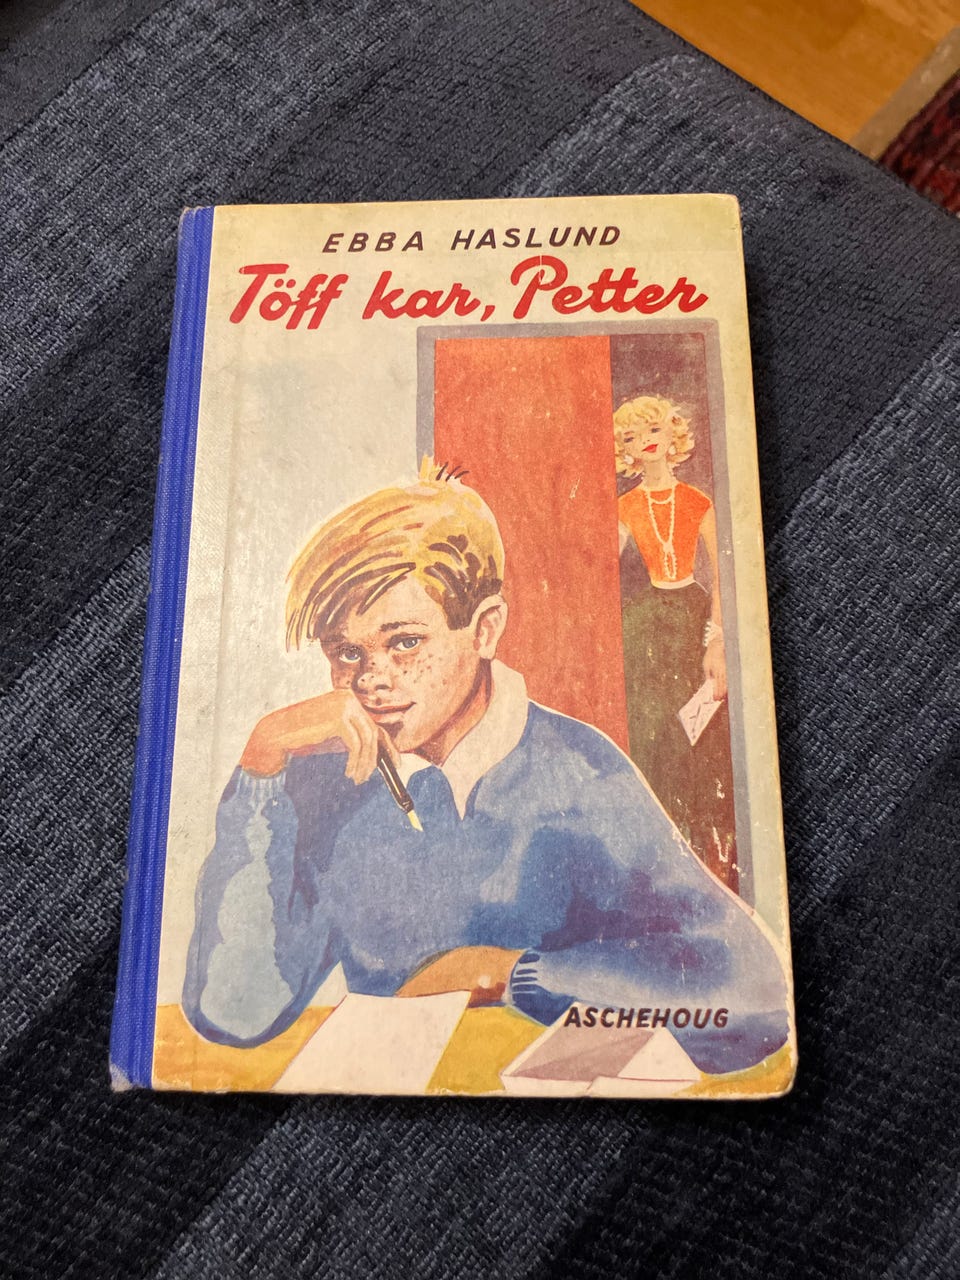 EBBA HASLUND
Töff kar, Petter
ASCHEHOUG